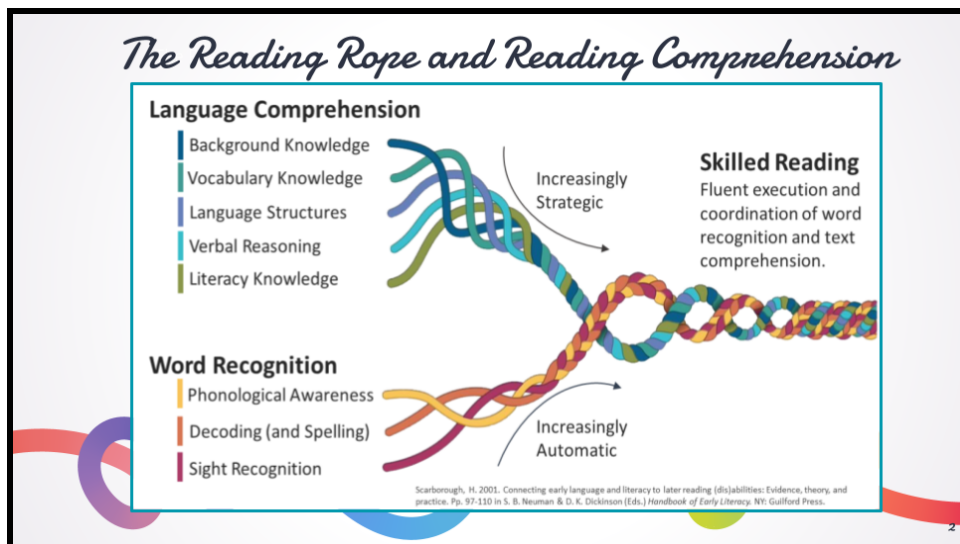 The Reading Rope and Reading Comprehension
Language Comprehension
Background Knowledge
Vocabulary Knowledge
Language Structures
Verbal Reasoning
Literacy Knowledge
Increasingly
Strategic
Skilled Reading
Fluent execution and
coordination of word
recognition and text
comprehension.
Word Recognition
Phonological Awareness
Decoding (and Spelling)
Sight Recognition
Increasingly
Automatic
Scarborough, H. 2001. Connecting early language and literacy to later reading (dis)abilities: Evidence, theory, and
practice. Pp. 97-110 in S. B. Neuman & D. K. Dickinson (Eds.) Handbook of Early Literacy. NY: Guilford Press.
2